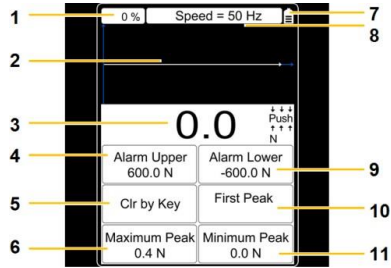 1
0 %
Speed = 50 Hz
7
8
2
3
0.0
Push
N
4
Alarm Upper
600.0 N
Alarm Lower
-600.0 N
9
5
Clr by Key
First Peak
10
6
Maximum Peak
0.4 N
Minimum Peak
0.0 N
11